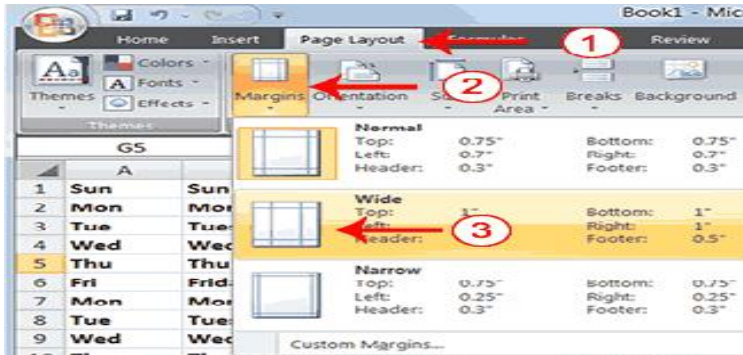 Book1 - Mic
Home Insert Page Layout Formulas Review
1
Colors
Fonts
Effects
Themes
Margins Orientation Print Area Breaks Background
2
Themes
G5
A
Normal
Top: 0.75" Bottom: 0.75"
Left: 0.7" Right: 0.7"
Header: 0.3" Footer: 0.3"
Wide
Top: 1" Bottom: 1"
Left: Right: 1"
Header: Footer: 0.5"
3
Narrow
Top: 0.75" Bottom: 0.75"
Left: 0.25" Right: 0.25"
Header: 0.3" Footer: 0.3"
Custom Margins...
1 Sun Sun
2 Mon Mon
3 Tue Tue
4 Wed Wed
5 Thu Thu
6 Fri Frid
7 Mon Mon
8 Tue Tue
9 Wed Wed